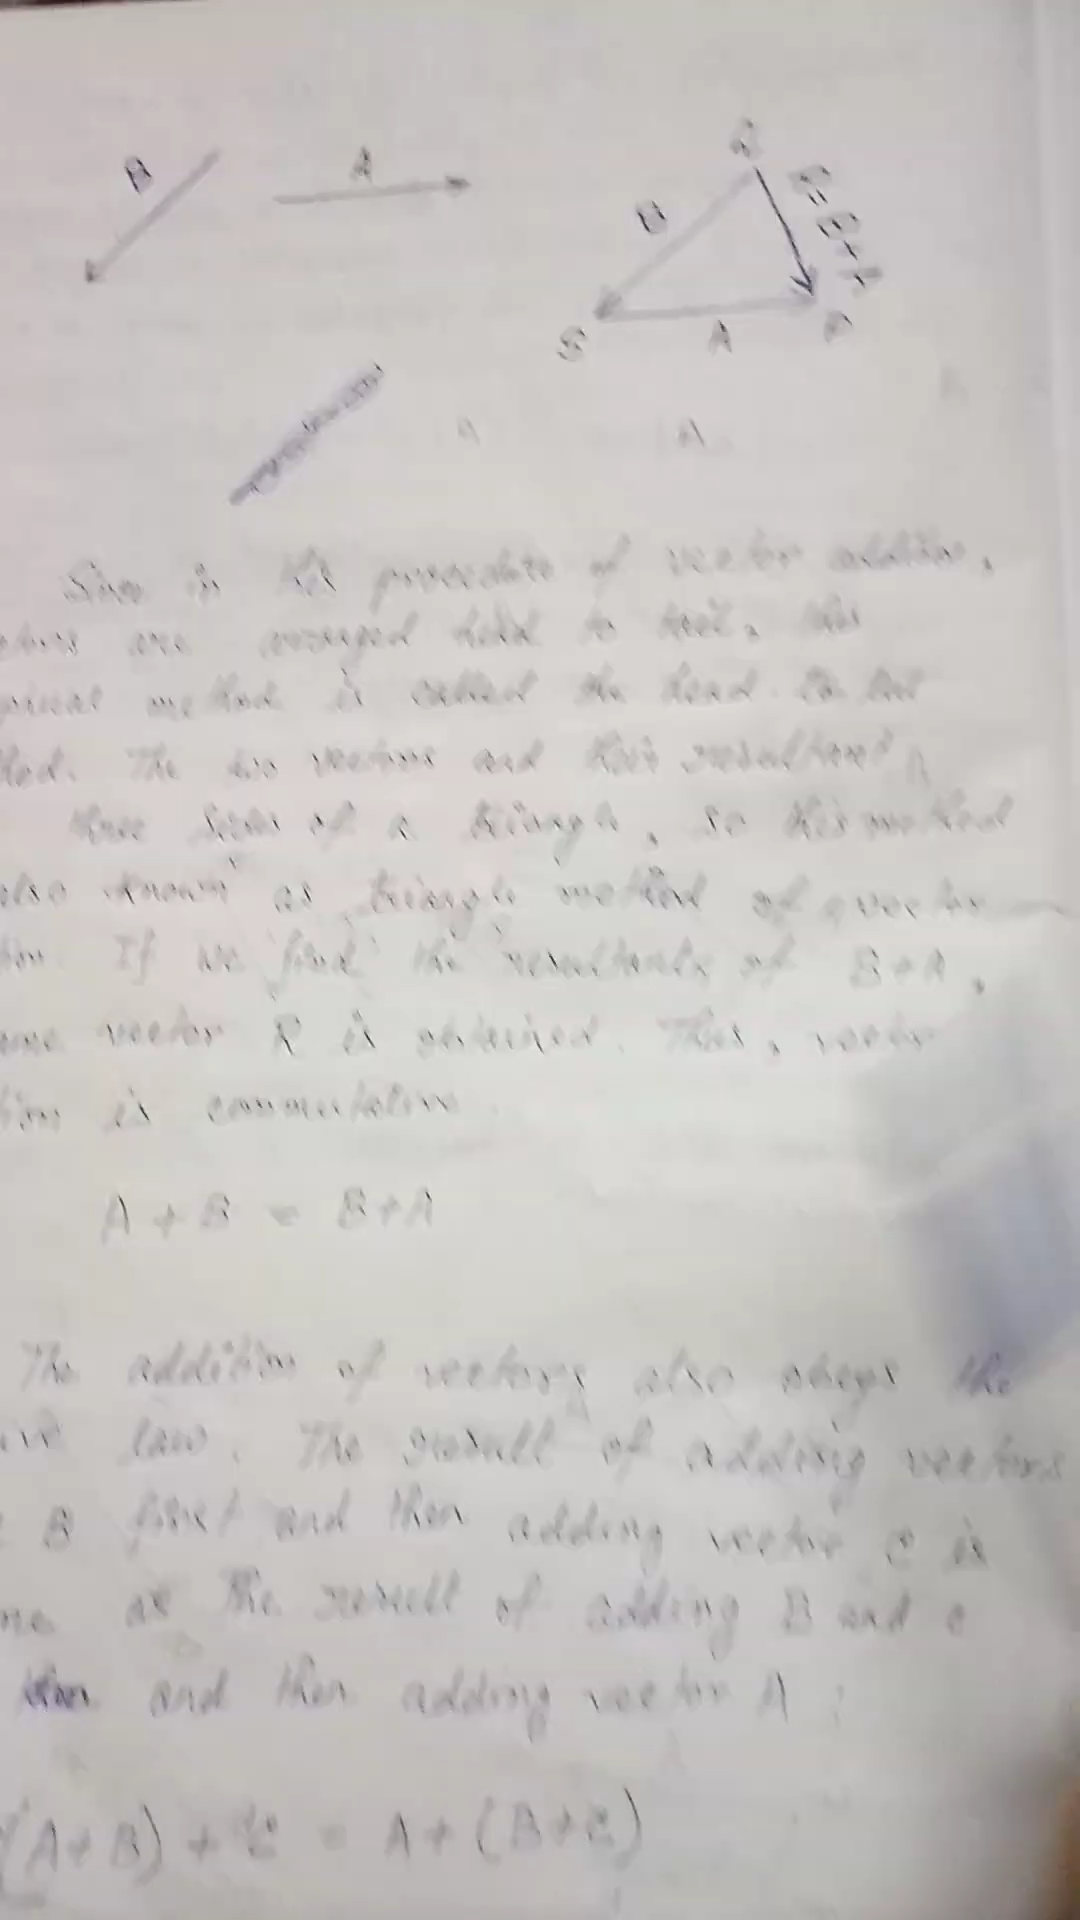 B
A
Q
B
R = B + A
S
A
P
A
A
Since in the procedure of vector addition,
are arranged head to tail, this
method is called the head to tail
The two vectors and their resultant
three sides of a triangle, so this method
also known as triangle method of vector
If we find the resultant of B+A,
vector R is obtained. Thus, vector
is commutative.
A + B = B+A
The addition of vectors also obeys the
law. The result of adding vectors
B first and then adding vector C is
as the result of adding B and C
and then adding vector A:
(A+B) + C = A+(B+C)